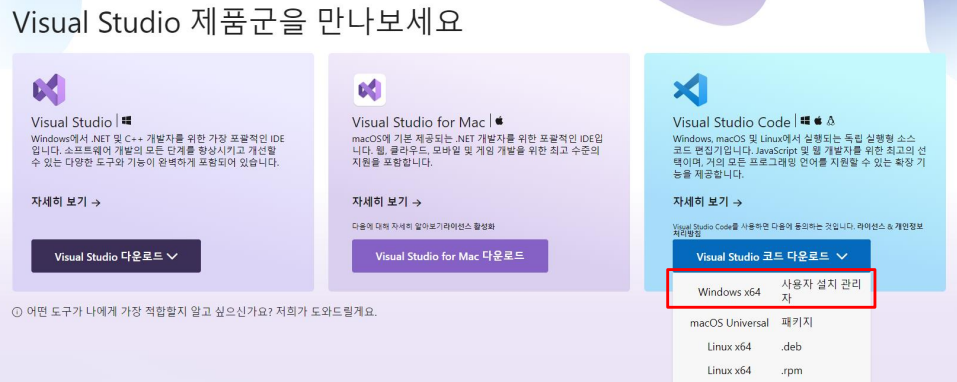 Visual Studio 제품군을 만나보세요
Visual Studio
Windows에서 .NET 및 C++ 개발자를 위한 가장 포괄적인 IDE
입니다. 소프트웨어 개발의 모든 단계를 향상시키고 개선할
수 있는 다양한 도구와 기능이 완벽하게 포함되어 있습니다.
자세히 보기 →
Visual Studio 다운로드
Visual Studio for Mac
macOS에 기본 제공되는 .NET 개발자를 위한 포괄적인 IDE입
니다. 웹, 클라우드, 모바일 및 게임 개발을 위한 최고 수준의
지원을 포함합니다.
자세히 보기 →
다음에 대해 자세히 알아보기라이선스 활성화
Visual Studio for Mac 다운로드
Visual Studio Code
Windows, macOS 및 Linux에서 실행되는 독립 실행형 소스
코드 편집기입니다. JavaScript 및 웹 개발자를 위한 최고의 선
택이며, 거의 모든 프로그래밍 언어를 지원할 수 있는 확장 기
능을 제공합니다.
자세히 보기 →
Visual Studio Code를 사용하면 다음에 동의하는 것입니다. 라이선스 & 개인정보
처리방침
Visual Studio 코드 다운로드
Windows x64 사용자 설치 관리
자
macOS Universal 패키지
Linux x64 .deb
Linux x64 .rpm
ⓘ 어떤 도구가 나에게 가장 적합할지 알고 싶으신가요? 저희가 도와드릴게요.